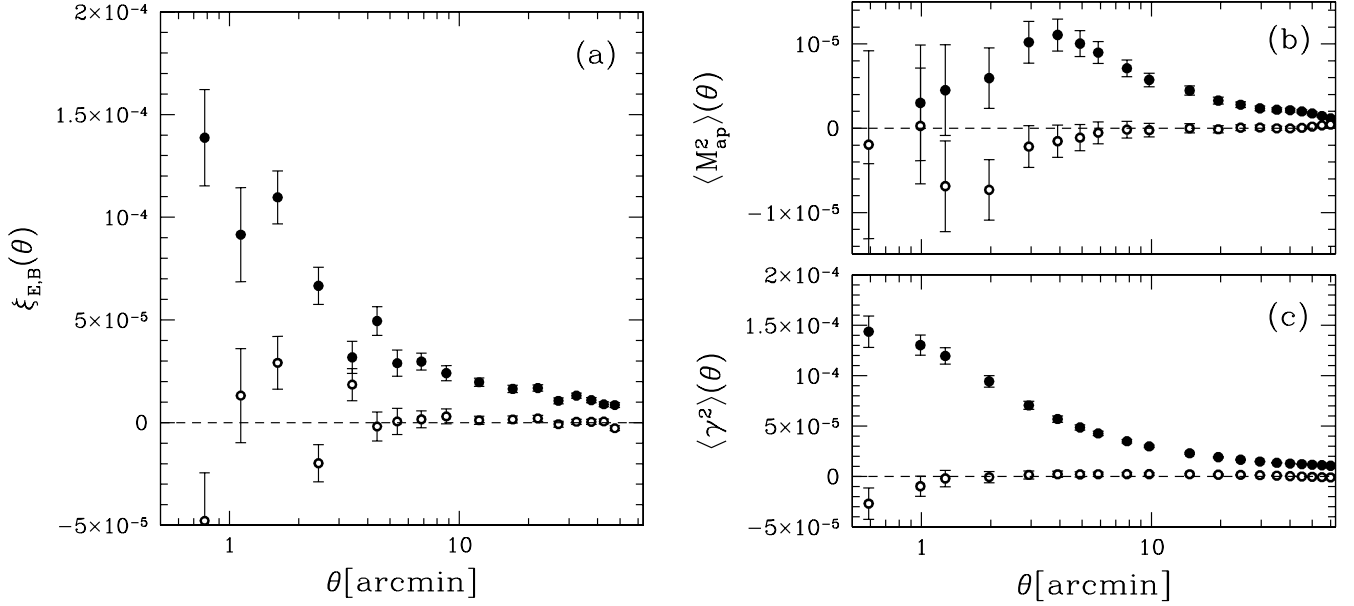 (a)
2×10⁻⁴
1.5×10⁻⁴
10⁻⁴
5×10⁻⁵
0
−5×10⁻⁵
ξE,B(θ)
1 10
θ[arcmin]
(b)
10⁻⁵
0
−1×10⁻⁵
⟨M²ap⟩(θ)
(c)
2×10⁻⁴
1.5×10⁻⁴
10⁻⁴
5×10⁻⁵
0
−5×10⁻⁵
⟨γ²⟩(θ)
1 10
θ[arcmin]